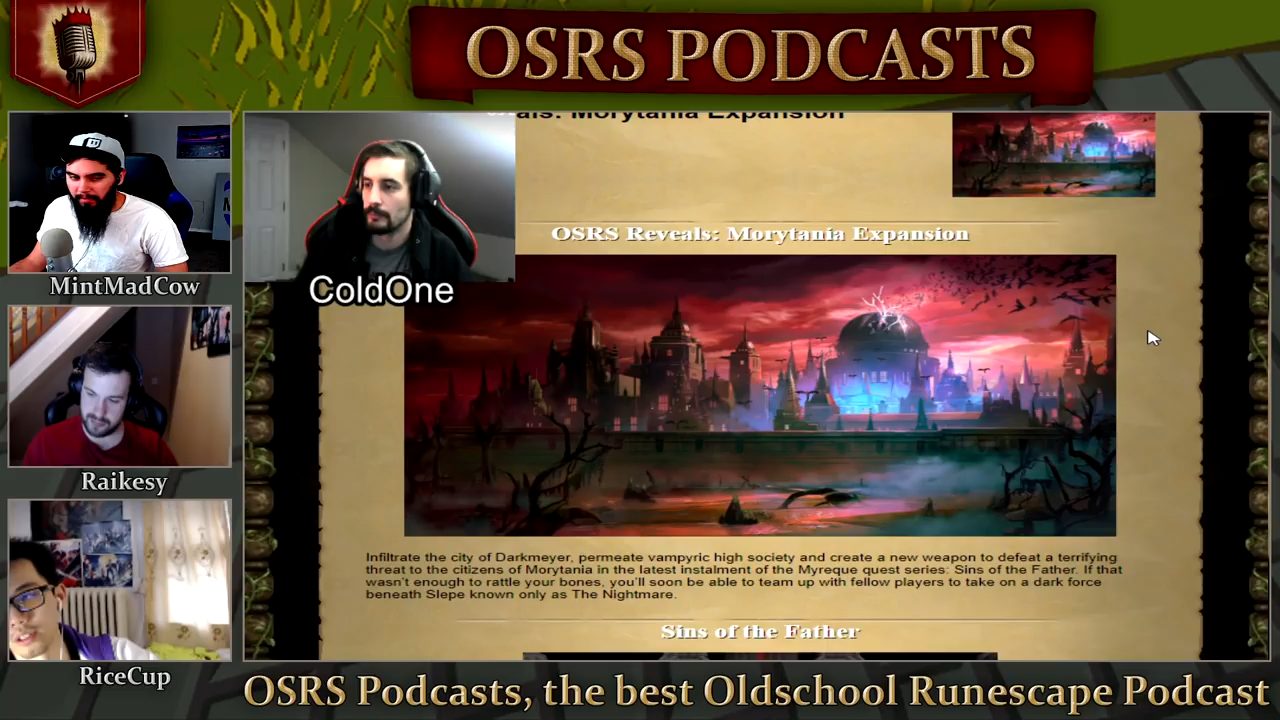 OSRS PODCASTS
als: Morytania Expansion
OSRS Reveals: Morytania Expansion
ColdOne
MintMadCow
Raikesy
RiceCup
Infiltrate the city of Darkmeyer, permeate vampyric high society and create a new weapon to defeat a terrifying
threat to the citizens of Morytania in the latest instalment of the Myreque quest series: Sins of the Father. If that
wasn't enough to rattle your bones, you'll soon be able to team up with fellow players to take on a dark force
beneath Slepe known only as The Nightmare.
Sins of the Father
OSRS Podcasts, the best Oldschool Runescape Podcast